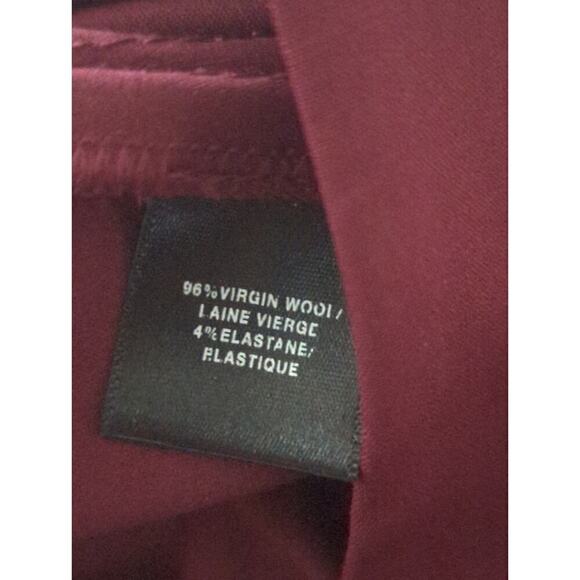 96% VIRGIN WOOL/
LAINE VIERGE
4% ELASTANE/
ELASTIQUE